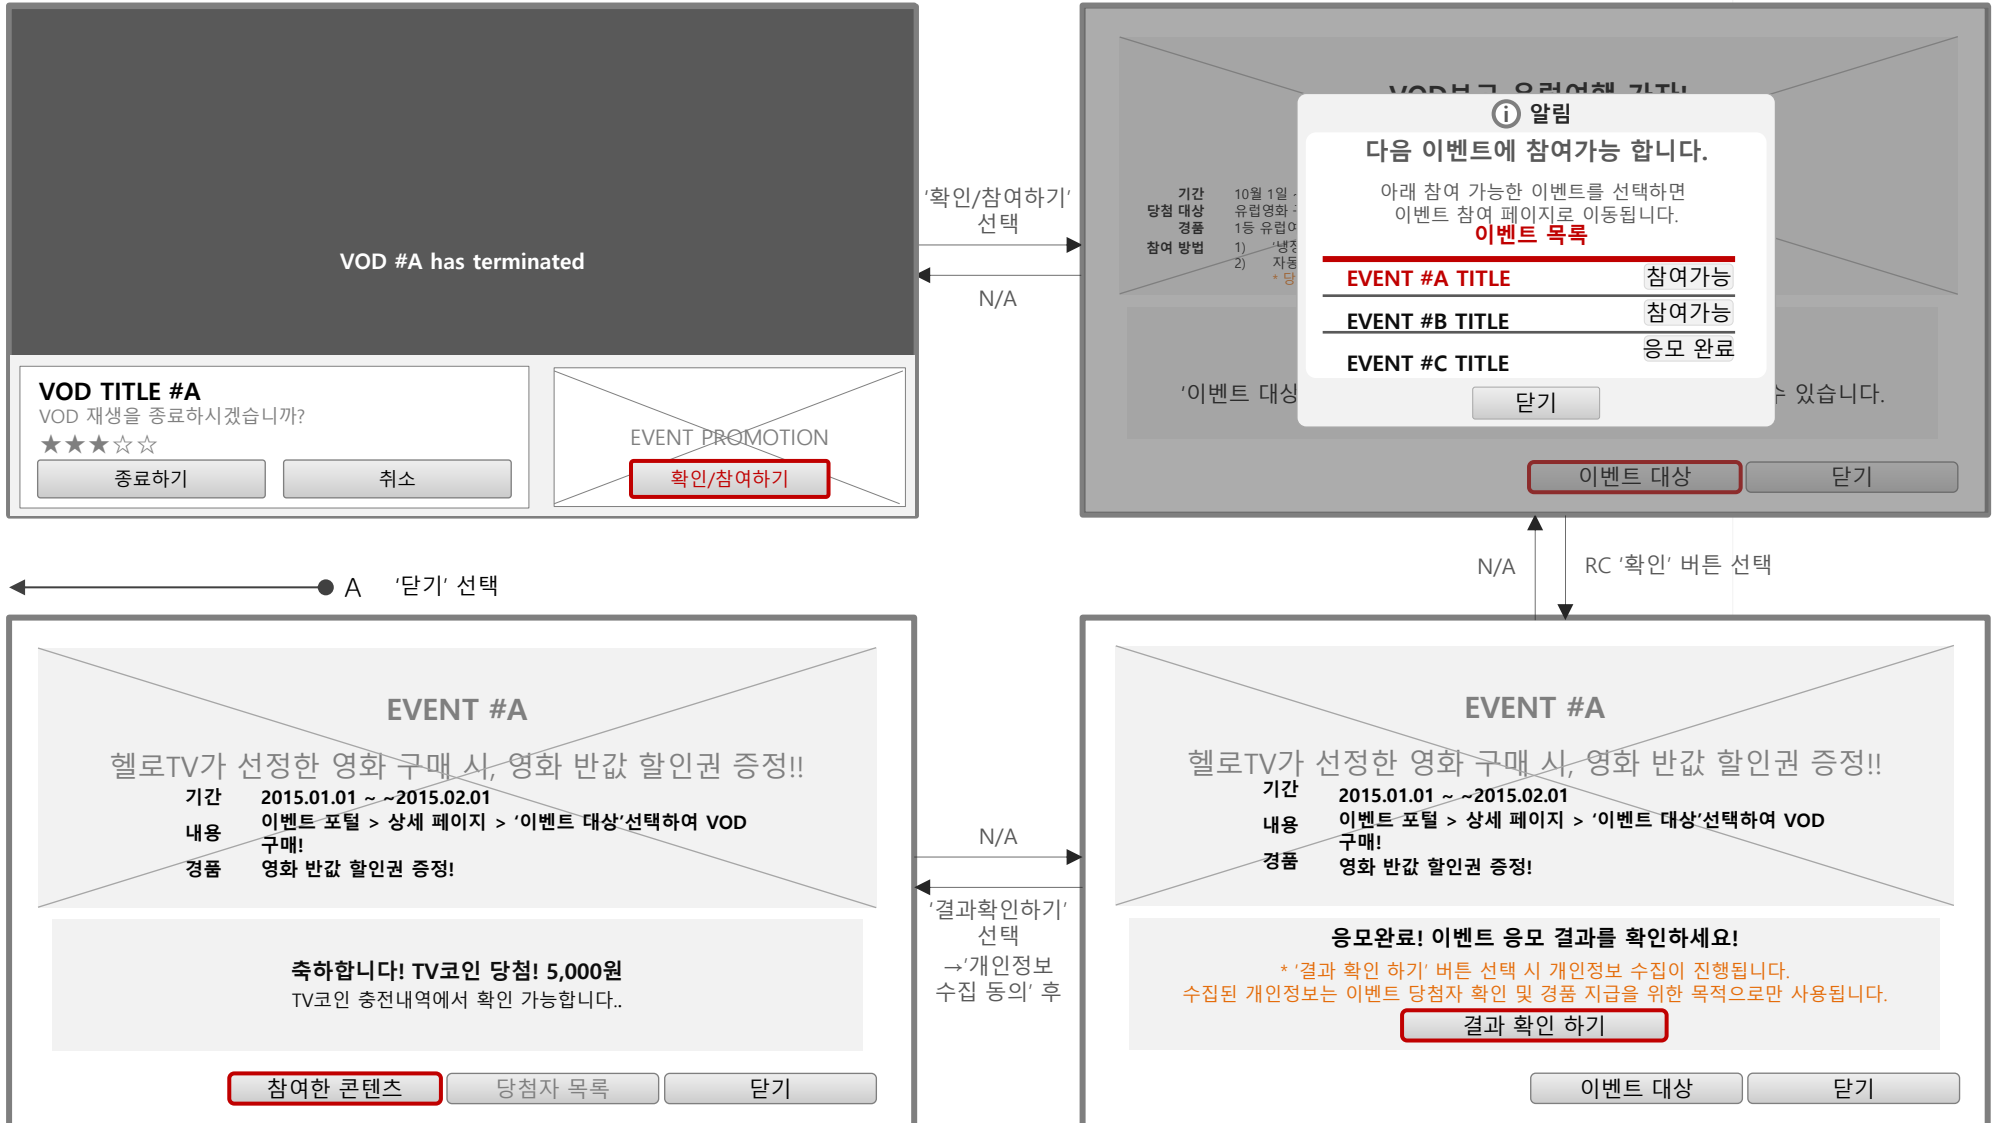 VOD #A has terminated
VOD TITLE #A
VOD 재생을 종료하시겠습니까?
★★★☆☆
종료하기
취소
EVENT PROMOTION
확인/참여하기
'확인/참여하기'
선택
N/A
알림
다음 이벤트에 참여가능 합니다.
아래 참여 가능한 이벤트를 선택하면
이벤트 참여 페이지로 이동됩니다.
이벤트 목록
EVENT #A TITLE 참여가능
EVENT #B TITLE 참여가능
EVENT #C TITLE 응모 완료
닫기
기간 10월 1일
당첨 대상 유럽영화
경품 1등
참여 방법 1)
2) 자동
'이벤트 대상 있습니다.
이벤트 대상
닫기
N/A
RC '확인' 버튼 선택
A '닫기' 선택
EVENT #A
헬로TV가 선정한 영화 구매 시, 영화 반값 할인권 증정!!
기간 2015.01.01 ~ ~2015.02.01
내용 이벤트 포털 > 상세 페이지 > '이벤트 대상'선택하여 VOD
구매!
경품 영화 반값 할인권 증정!
축하합니다! TV코인 당첨! 5,000원
TV코인 충전내역에서 확인 가능합니다..
참여한 콘텐츠
당첨자 목록
닫기
N/A
'결과확인하기'
선택
→'개인정보
수집 동의' 후
EVENT #A
헬로TV가 선정한 영화 구매 시, 영화 반값 할인권 증정!!
기간 2015.01.01 ~ ~2015.02.01
내용 이벤트 포털 > 상세 페이지 > '이벤트 대상'선택하여 VOD
구매!
경품 영화 반값 할인권 증정!
응모완료! 이벤트 응모 결과를 확인하세요!
* '결과 확인 하기' 버튼 선택 시 개인정보 수집이 진행됩니다.
수집된 개인정보는 이벤트 당첨자 확인 및 경품 지급을 위한 목적으로만 사용됩니다.
결과 확인 하기
이벤트 대상
닫기